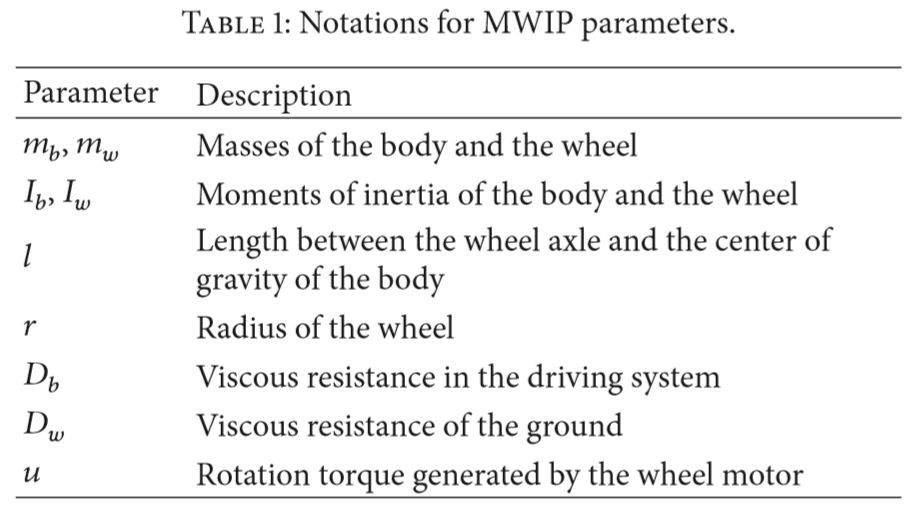 TABLE 1: Notations for MWIP parameters.
Parameter Description
m_b, m_w Masses of the body and the wheel
I_b, I_w Moments of inertia of the body and the wheel
l Length between the wheel axle and the center of
gravity of the body
r Radius of the wheel
D_b Viscous resistance in the driving system
D_w Viscous resistance of the ground
u Rotation torque generated by the wheel motor